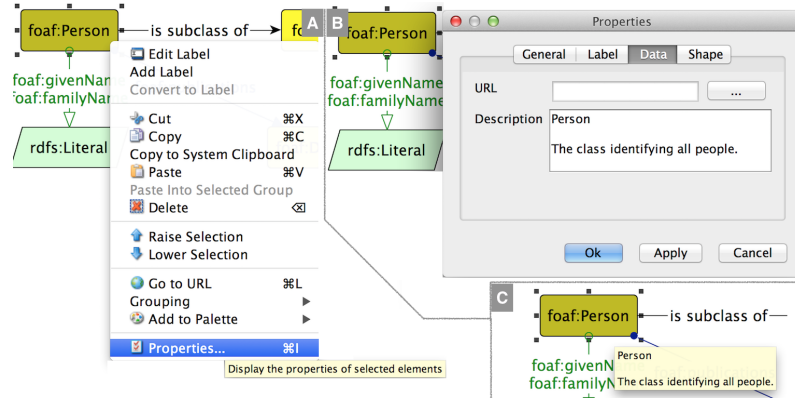 foaf:Person
is subclass of
fo
A
foaf:givenName
foaf:familyNam
rdfs:Literal
Edit Label
Add Label
Convert to Label
Cut ⌘X
Copy ⌘C
Copy to System Clipboard
Paste ⌘V
Paste Into Selected Group
Delete ⌫
Raise Selection
Lower Selection
Go to URL ⌘L
Grouping
Add to Palette
Properties... ⌘I
Display the properties of selected elements
B
foaf:Person
foaf:givenName
foaf:familyName
rdfs:Literal
Properties
General Label Data Shape
URL ...
Description Person
The class identifying all people.
Ok Apply Cancel
C
foaf:Person
is subclass of
foaf:givenN
foaf:familyN
Person
The class identifying all people.